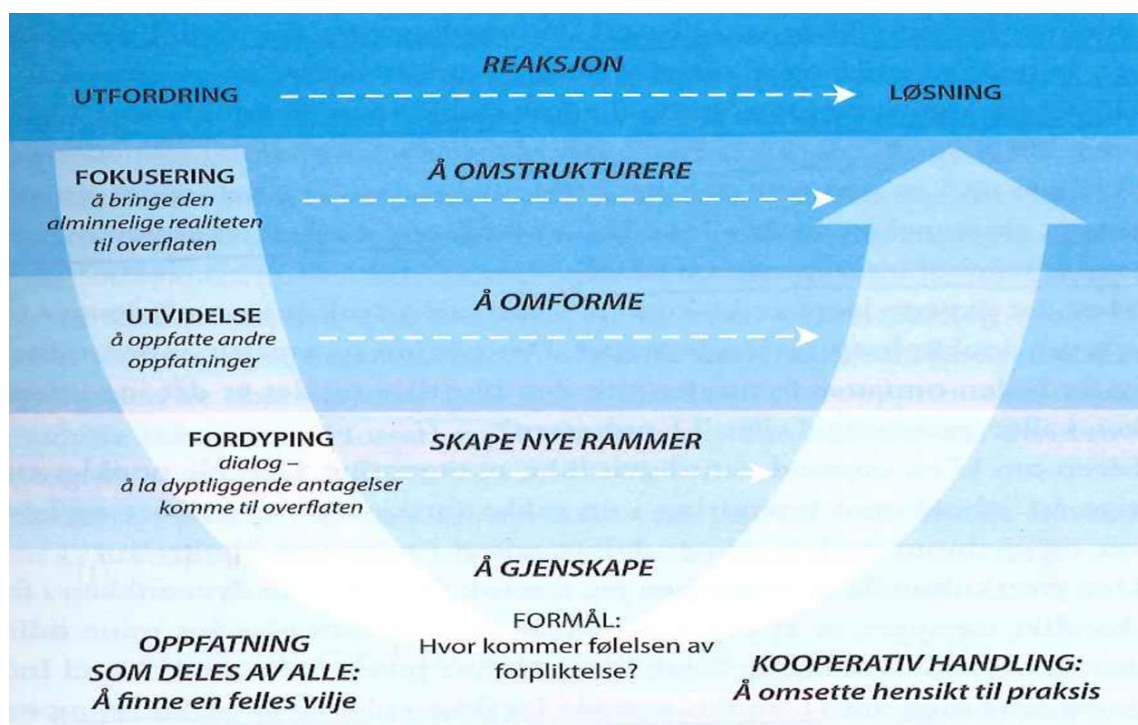 REAKSJON
UTFORDRING
LØSNING
FOKUSERING
å bringe den
alminnelige realiteten
til overflaten
Å OMSTRUKTURERE
UTVIDELSE
å oppfatte andre
oppfatninger
Å OMFORME
FORDYPING
dialog –
å la dyptliggende antagelser
komme til overflaten
SKAPE NYE RAMMER
Å GJENSKAPE
FORMÅL:
Hvor kommer følelsen av
forpliktelse?
OPPFATNING
SOM DELES AV ALLE:
Å finne en felles vilje
KOOPERATIV HANDLING:
Å omsette hensikt til praksis